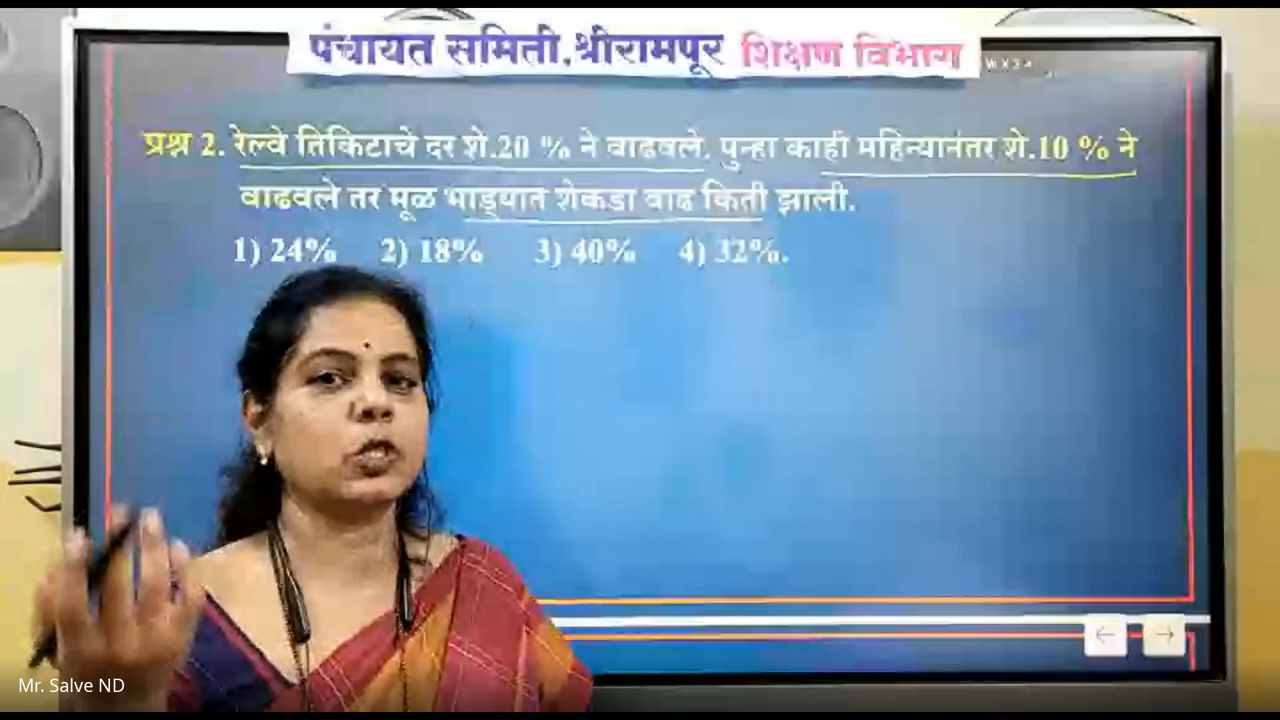 पंचायत समिती.श्रीरामपूर शिक्षण विभाग
प्रश्न 2. रेल्वे तिकिटाचे दर शे.20 % ने वाढवले. पुन्हा काही महिन्यानंतर शे.10 % ने
वाढवले तर मूळ भाड्यात शेकडा वाढ किती झाली.
1) 24% 2) 18% 3) 40% 4) 32%.
Mr. Salve ND